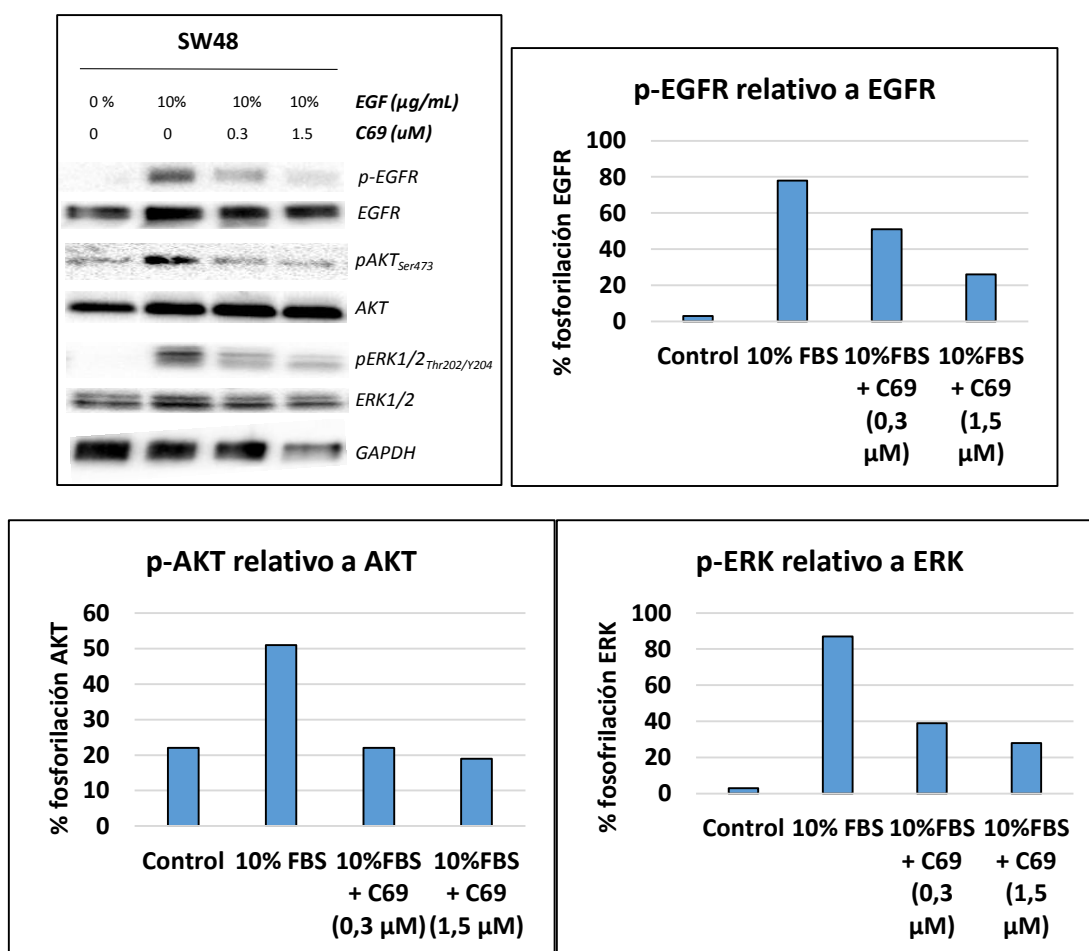 SW48
0 % 10% 10% 10% EGF (µg/mL)
0 0 0.3 1.5 C69 (uM)
p-EGFR
EGFR
pAKTSer473
AKT
pERK1/2Thr202/Y204
ERK1/2
GAPDH
p-EGFR relativo a EGFR
% fosforilación EGFR
100
80
60
40
20
0
Control 10% FBS 10%FBS 10%FBS
+ C69 + C69
(0,3 (1,5
µM) µM)
p-AKT relativo a AKT
% fosforilación AKT
60
50
40
30
20
10
0
Control 10% FBS 10%FBS 10%FBS
+ C69 + C69
(0,3 µM) (1,5 µM)
p-ERK relativo a ERK
% fosofrilación ERK
100
80
60
40
20
0
Control 10% FBS 10%FBS 10%FBS
+ C69 + C69
(0,3 (1,5
µM) µM)